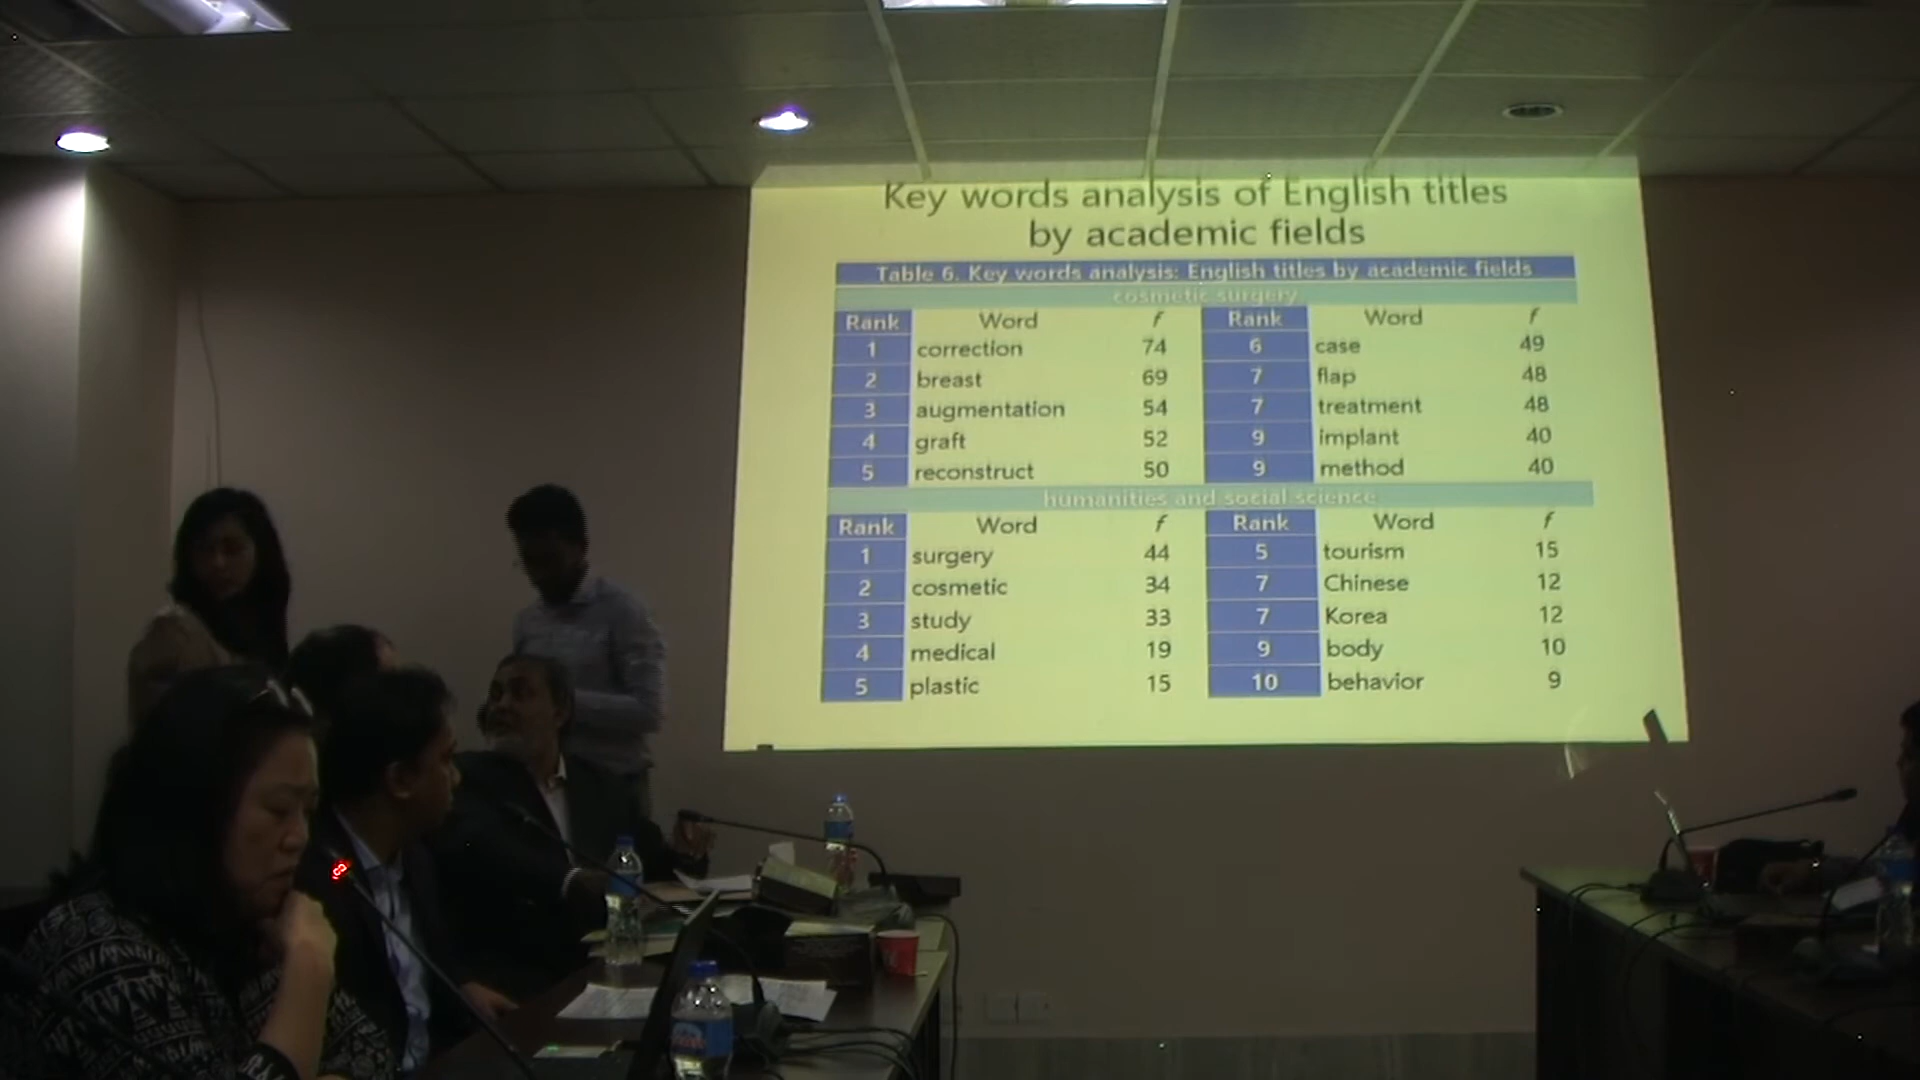 Key words analysis of English titles
by academic fields
Table 6. Key words analysis: English titles by academic fields
cosmetic surgery
Rank Word f Rank Word f
1 correction 74 6 case 49
2 breast 69 7 flap 48
3 augmentation 54 7 treatment 48
4 graft 52 9 implant 40
5 reconstruct 50 9 method 40
humanities and social science
Rank Word f Rank Word f
1 surgery 44 5 tourism 15
2 cosmetic 34 7 Chinese 12
3 study 33 7 Korea 12
4 medical 19 9 body 10
5 plastic 15 10 behavior 9